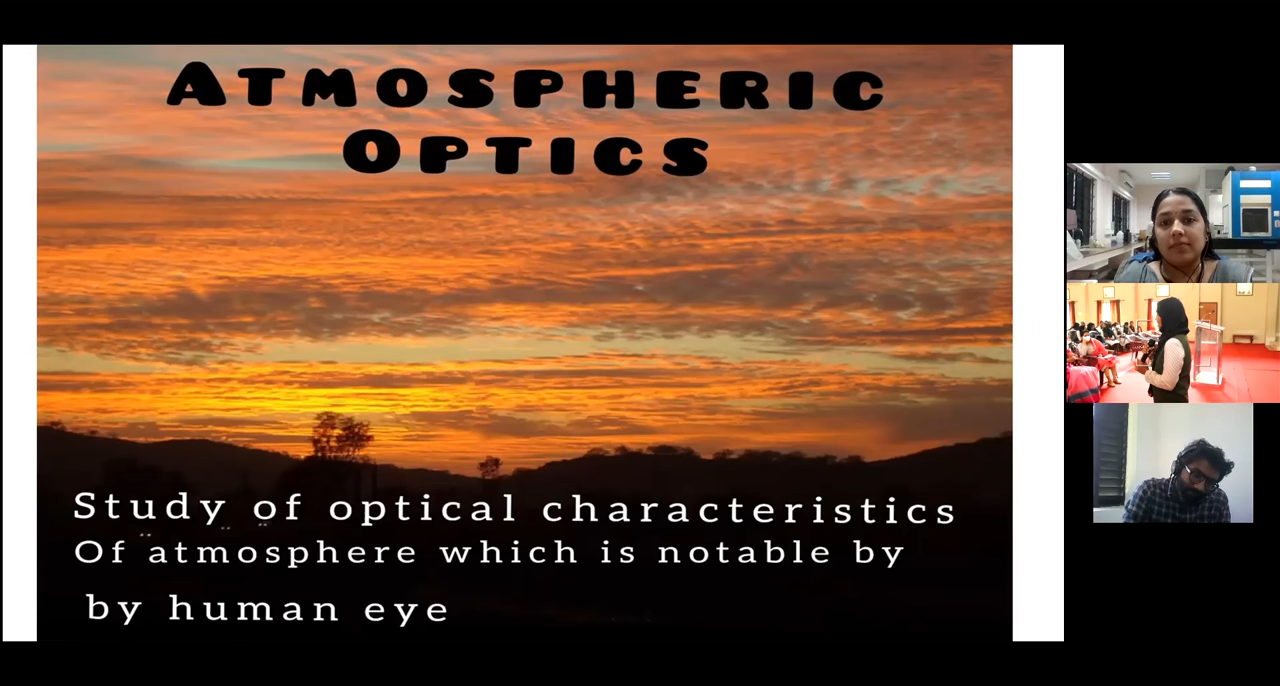 Atmospheric
Optics
Study of optical characteristics
Of atmosphere which is notable by
by human eye